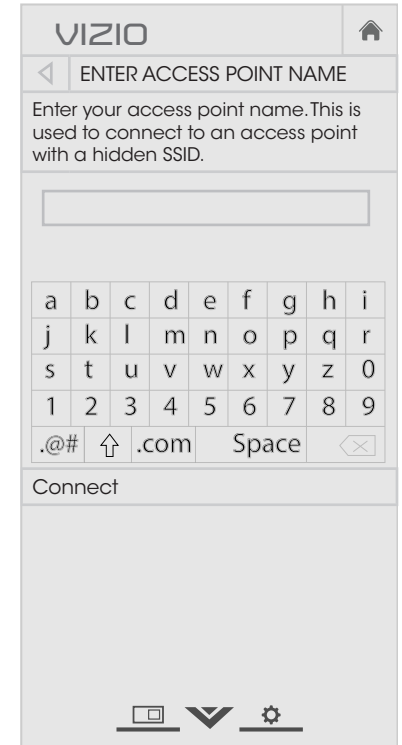 VIZIO
ENTER ACCESS POINT NAME
Enter your access point name. This is
used to connect to an access point
with a hidden SSID.
a b c d e f g h i
j k l m n o p q r
s t u v w x y z 0
1 2 3 4 5 6 7 8 9
.@# .com Space
Connect